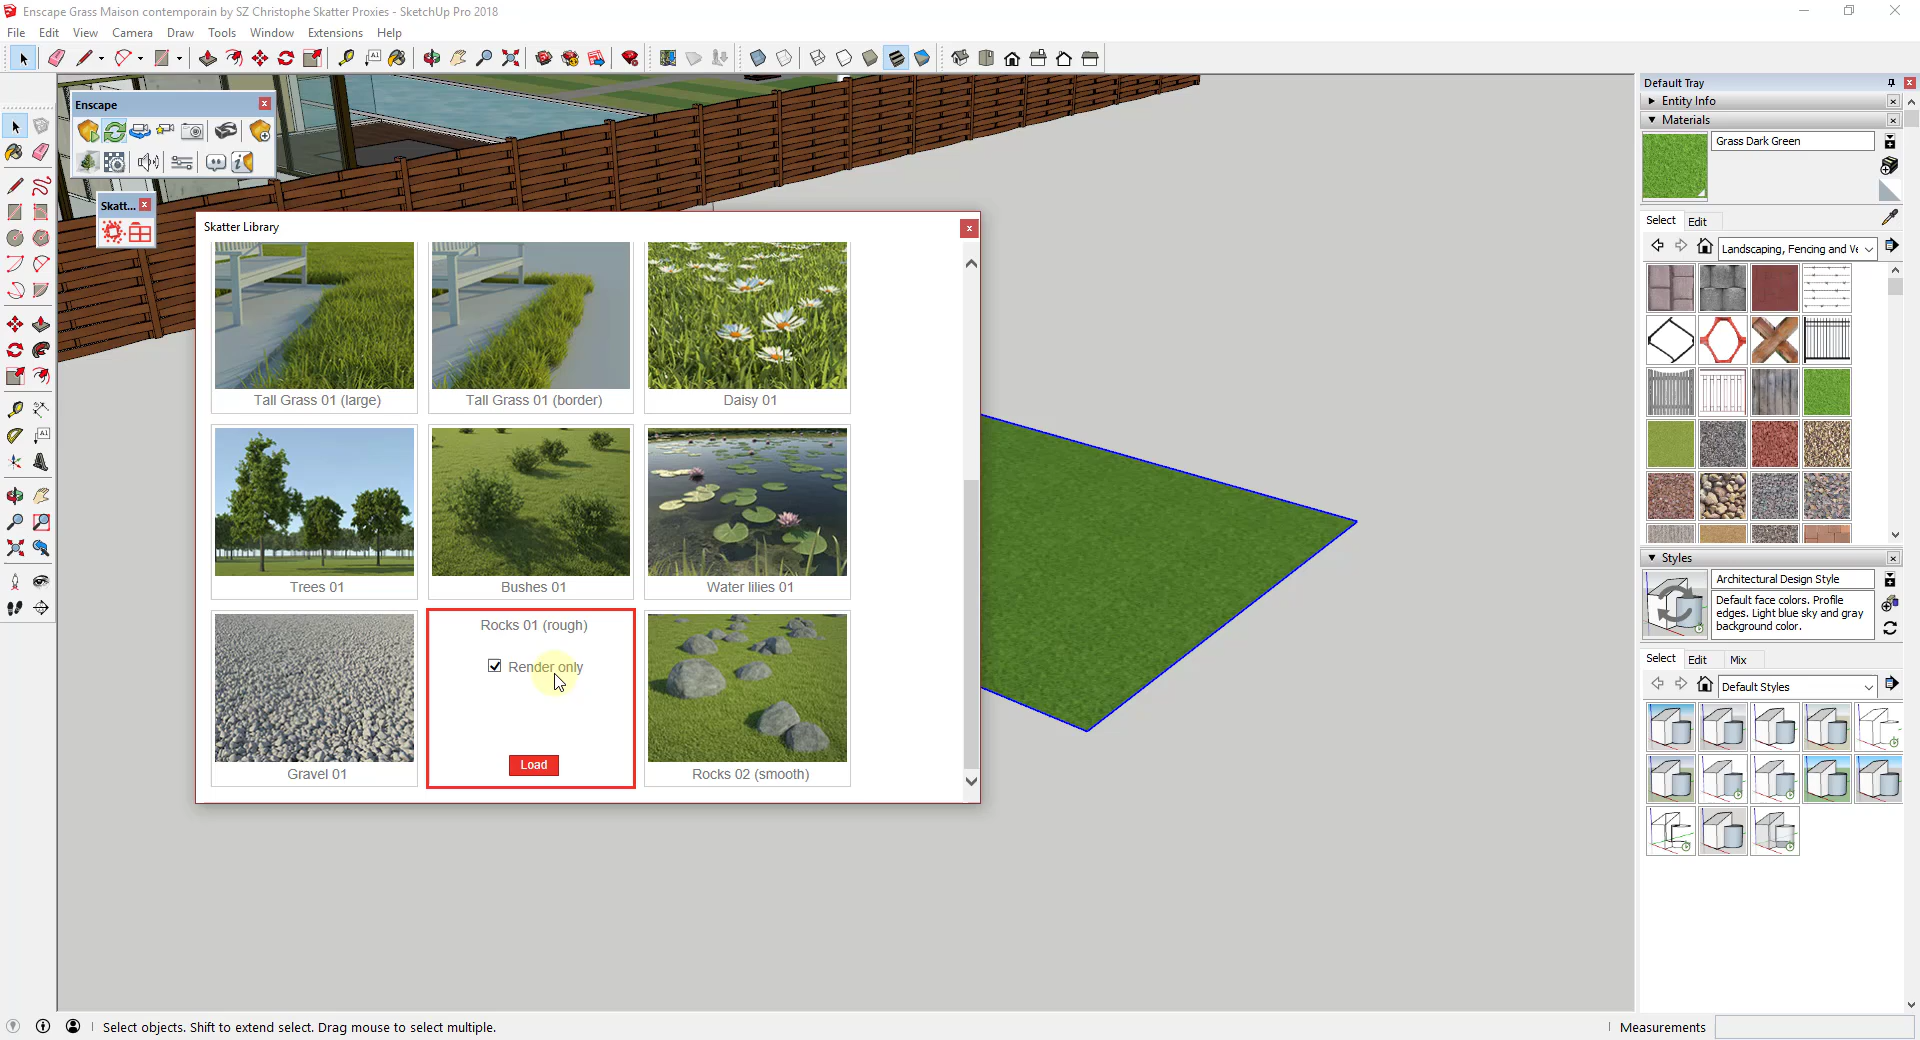 Enscape Grass Maison contemporain by SZ Christophe Skatter Proxies - SketchUp Pro 2018
File Edit View Camera Draw Tools Window Extensions Help
Enscape
Skatt...
Skatter Library
Tall Grass 01 (large)
Tall Grass 01 (border)
Daisy 01
Trees 01
Bushes 01
Water lilies 01
Gravel 01
Rocks 01 (rough)
Render only
Load
Rocks 02 (smooth)
Default Tray
Entity Info
Materials
Grass Dark Green
Select Edit
Landscaping, Fencing and Ve
Styles
Architectural Design Style
Default face colors. Profile
edges. Light blue sky and gray
background color.
Select Edit Mix
Default Styles
Select objects. Shift to extend select. Drag mouse to select multiple.
Measurements